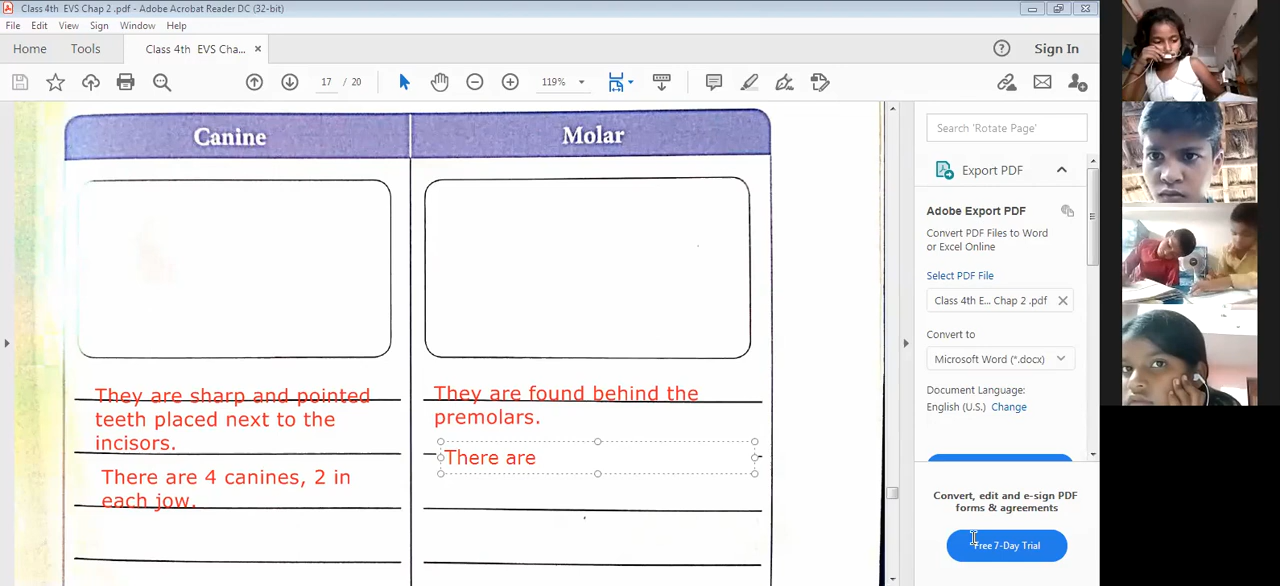 Class 4th EVS Chap 2 .pdf - Adobe Acrobat Reader DC (32-bit)
File Edit View Sign Window Help
Home Tools Class 4th EVS Cha... × Sign In
17 / 20 119%
Canine Molar
They are sharp and pointed
teeth placed next to the
incisors.
There are 4 canines, 2 in
each jow.
They are found behind the
premolars.
There are
Search 'Rotate Page'
Export PDF
Adobe Export PDF
Convert PDF Files to Word
or Excel Online
Select PDF File
Class 4th E... Chap 2 .pdf
Convert to
Microsoft Word (*.docx)
Document Language:
English (U.S.) Change
Convert, edit and e-sign PDF
forms & agreements
Free 7-Day Trial